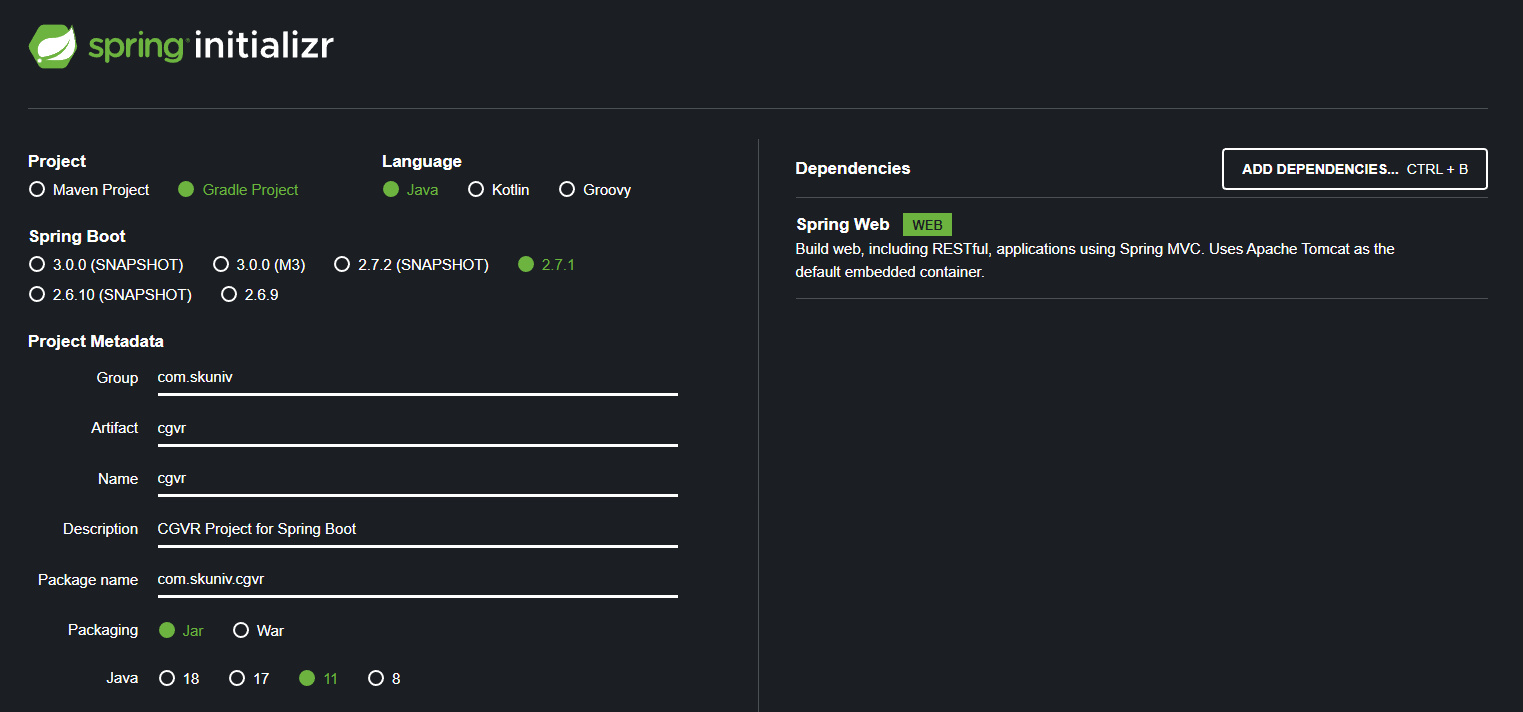 spring initializr
Project
Maven Project Gradle Project
Language
Java Kotlin Groovy
Spring Boot
3.0.0 (SNAPSHOT) 3.0.0 (M3) 2.7.2 (SNAPSHOT) 2.7.1
2.6.10 (SNAPSHOT) 2.6.9
Project Metadata
Group com.skuniv
Artifact cgvr
Name cgvr
Description CGVR Project for Spring Boot
Package name com.skuniv.cgvr
Packaging Jar War
Java 18 17 11 8
Dependencies
ADD DEPENDENCIES... CTRL + B
Spring Web WEB
Build web, including RESTful, applications using Spring MVC. Uses Apache Tomcat as the
default embedded container.